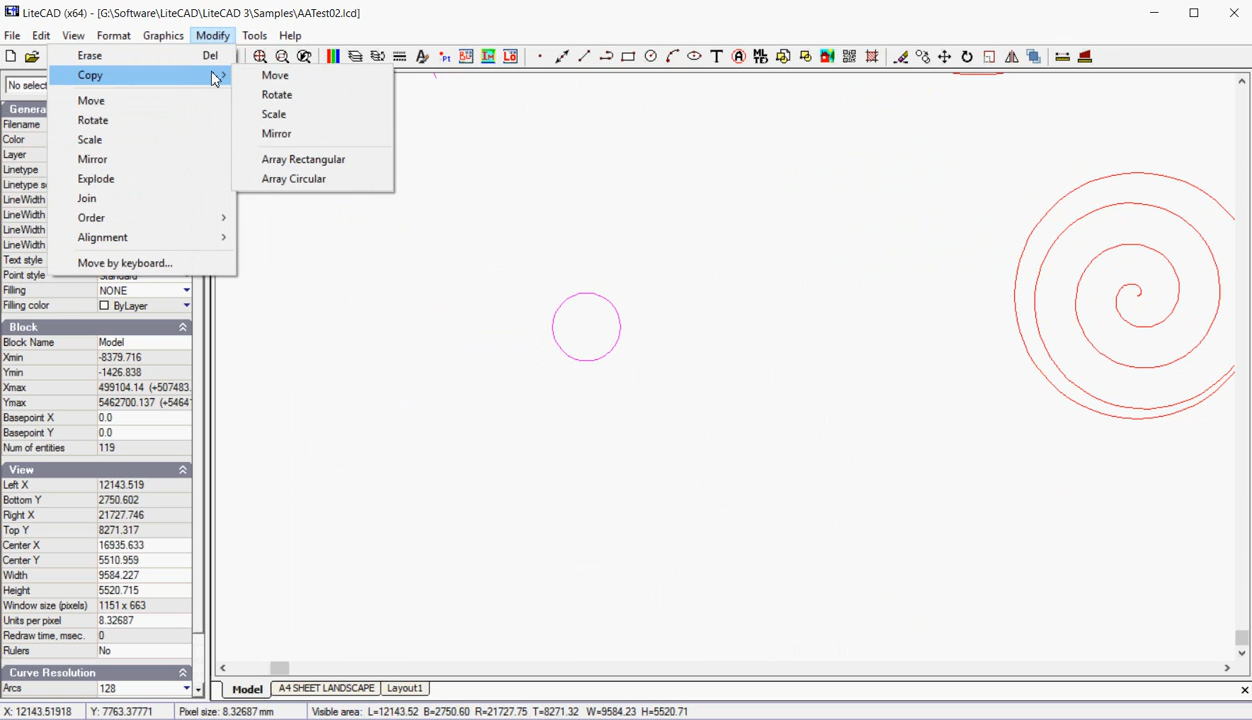 LiteCAD (x64) - [G:\Software\LiteCAD\LiteCAD 3\Samples\AATest02.lcd]
File Edit View Format Graphics Modify Tools Help
Erase Del
Copy
Move
Rotate
Scale
Mirror
Explode
Join
Order
Alignment
Move by keyboard...
Move
Rotate
Scale
Mirror
Array Rectangular
Array Circular
No select
Genera
Filename
Color
Layer
Linetype
Linetype s
LineWidth
LineWidth
LineWidth
LineWidth
Text style
Point style Standard
Filling NONE
Filling color ByLayer
Block
Block Name Model
Xmin -8379.716
Ymin -1426.838
Xmax 499104.14 (+507483.
Ymax 5462700.137 (+5464
Basepoint X 0.0
Basepoint Y 0.0
Num of entities 119
View
Left X 12143.519
Bottom Y 2750.602
Right X 21727.746
Top Y 8271.317
Center X 16935.633
Center Y 5510.959
Width 9584.227
Height 5520.715
Window size (pixels) 1151 x 663
Units per pixel 8.32687
Redraw time, msec. 0
Rulers No
Curve Resolution
Arcs 128
Model A4 SHEET LANDSCAPE Layout1
X: 12143.51918 Y: 7763.37771 Pixel size: 8.32687 mm Visible area: L=12143.52 B=2750.60 R=21727.75 T=8271.32 W=9584.23 H=5520.71